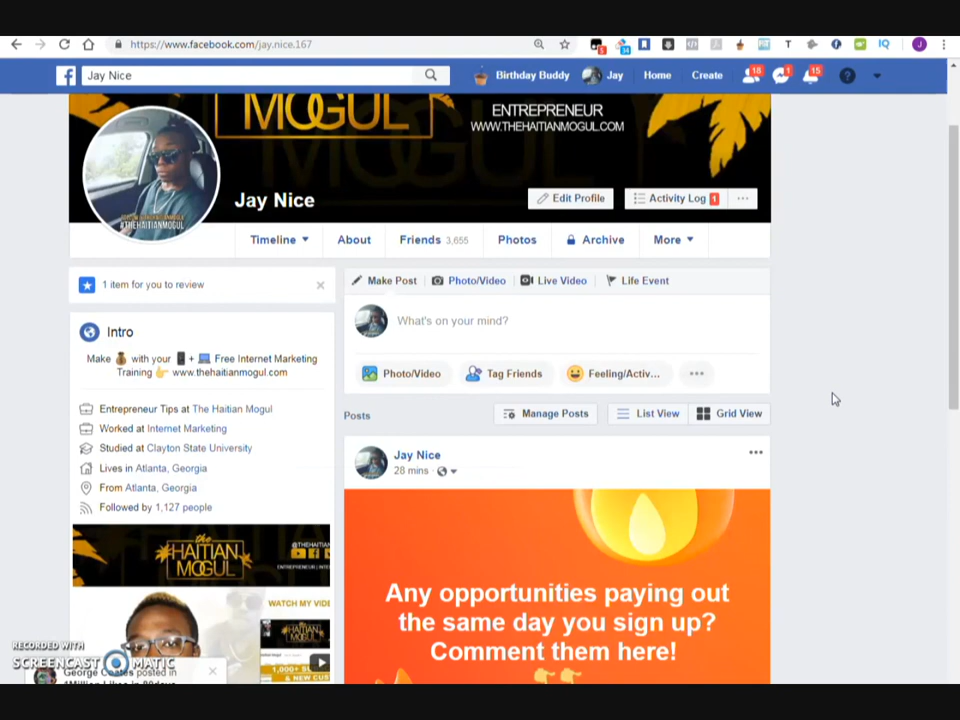 https://www.facebook.com/jay.nice.167
Jay Nice
Birthday Buddy
Jay
Home
Create
18
1
15
MOGUL
ENTREPRENEUR
WWW.THEHAITIANMOGUL.COM
#THEHAITIANMOGUL
Jay Nice
Edit Profile
Activity Log 1
Timeline
About
Friends 3,655
Photos
Archive
More
1 item for you to review
Make Post
Photo/Video
Live Video
Life Event
What's on your mind?
Photo/Video
Tag Friends
Feeling/Activ...
Intro
Make with your + Free Internet Marketing
Training www.thehaitianmogul.com
Entrepreneur Tips at The Haitian Mogul
Worked at Internet Marketing
Studied at Clayton State University
Lives in Atlanta, Georgia
From Atlanta, Georgia
Followed by 1,127 people
Posts
Manage Posts
List View
Grid View
Jay Nice
28 mins
Any opportunities paying out
the same day you sign up?
Comment them here!
the
HAITIAN
MOGUL
WATCH MY VIDE
RECORDED WITH
SCREENCAST MATIC
George Coates posted in